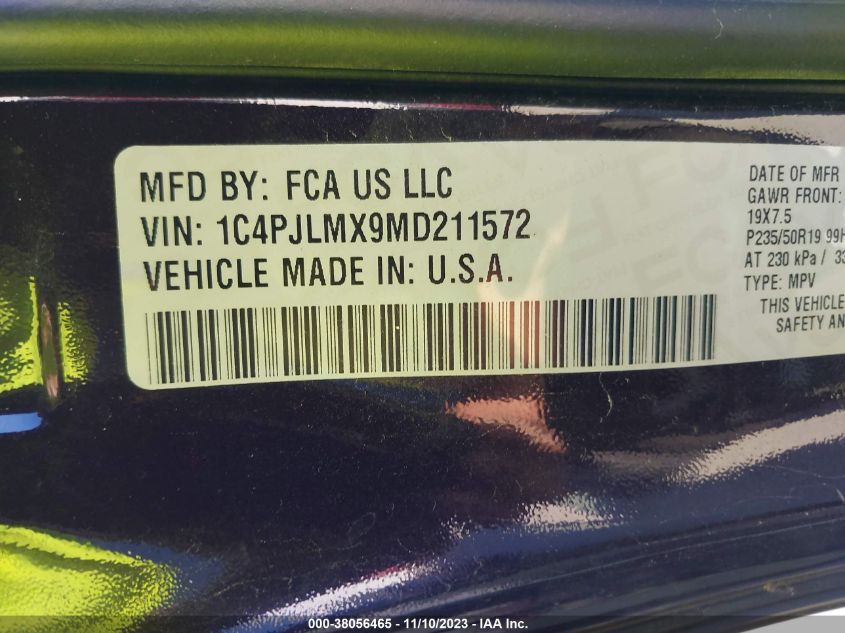 MFD BY: FCA US LLC
VIN: 1C4PJLMX9MD211572
VEHICLE MADE IN: U.S.A.
DATE OF MFR
GAWR FRONT:
19X7.5
P235/50R19 99H
AT 230 kPa / 33
TYPE: MPV
THIS VEHICLE
SAFETY AN
000-38056465 - 11/10/2023 - IAA Inc.